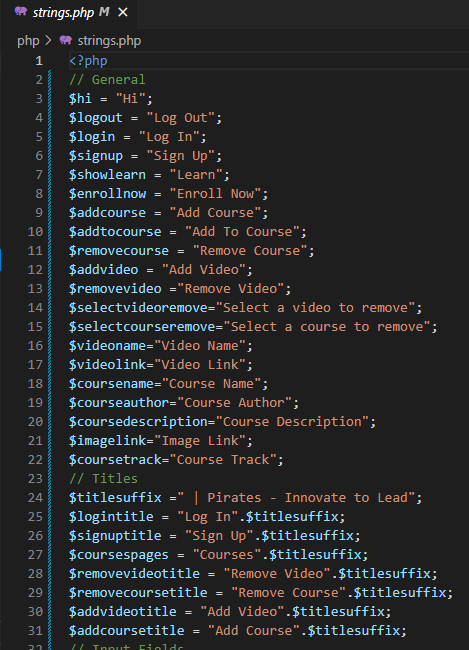 strings.php M ×
php > strings.php
1 <?php
2 // General
3 $hi = "Hi";
4 $logout = "Log Out";
5 $login = "Log In";
6 $signup = "Sign Up";
7 $showlearn = "Learn";
8 $enrollnow = "Enroll Now";
9 $addcourse = "Add Course";
10 $addtocourse = "Add To Course";
11 $removecourse = "Remove Course";
12 $addvideo = "Add Video";
13 $removevideo ="Remove Video";
14 $selectvideoremove="Select a video to remove";
15 $selectcourseremove="Select a course to remove";
16 $videoname="Video Name";
17 $videolink="Video Link";
18 $coursename="Course Name";
19 $courseauthor="Course Author";
20 $coursedescription="Course Description";
21 $imagelink="Image Link";
22 $coursetrack="Course Track";
23 // Titles
24 $titlesuffix =" | Pirates - Innovate to Lead";
25 $logintitle = "Log In".$titlesuffix;
26 $signuptitle = "Sign Up".$titlesuffix;
27 $coursespages = "Courses".$titlesuffix;
28 $removevideotitle = "Remove Video".$titlesuffix;
29 $removecoursetitle = "Remove Course".$titlesuffix;
30 $addvideotitle = "Add Video".$titlesuffix;
31 $addcoursetitle = "Add Course".$titlesuffix;
32 // Input Fields